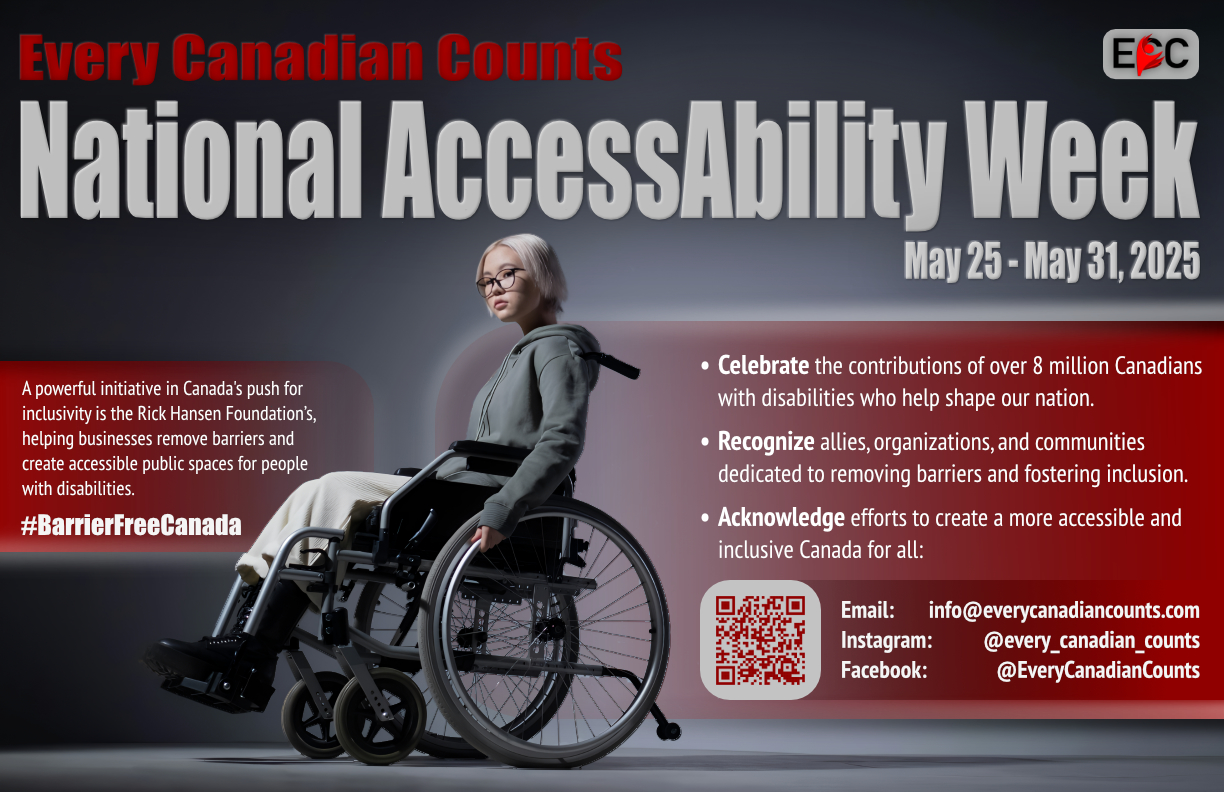 Every Canadian Counts
ECC
National AccessAbility Week
May 25 - May 31, 2025
A powerful initiative in Canada's push for
inclusivity is the Rick Hansen Foundation's,
helping businesses remove barriers and
create accessible public spaces for people
with disabilities.
#BarrierFreeCanada
• Celebrate the contributions of over 8 million Canadians
with disabilities who help shape our nation.
• Recognize allies, organizations, and communities
dedicated to removing barriers and fostering inclusion.
• Acknowledge efforts to create a more accessible and
inclusive Canada for all:
Email: info@everycanadiancounts.com
Instagram: @every_canadian_counts
Facebook: @EveryCanadianCounts